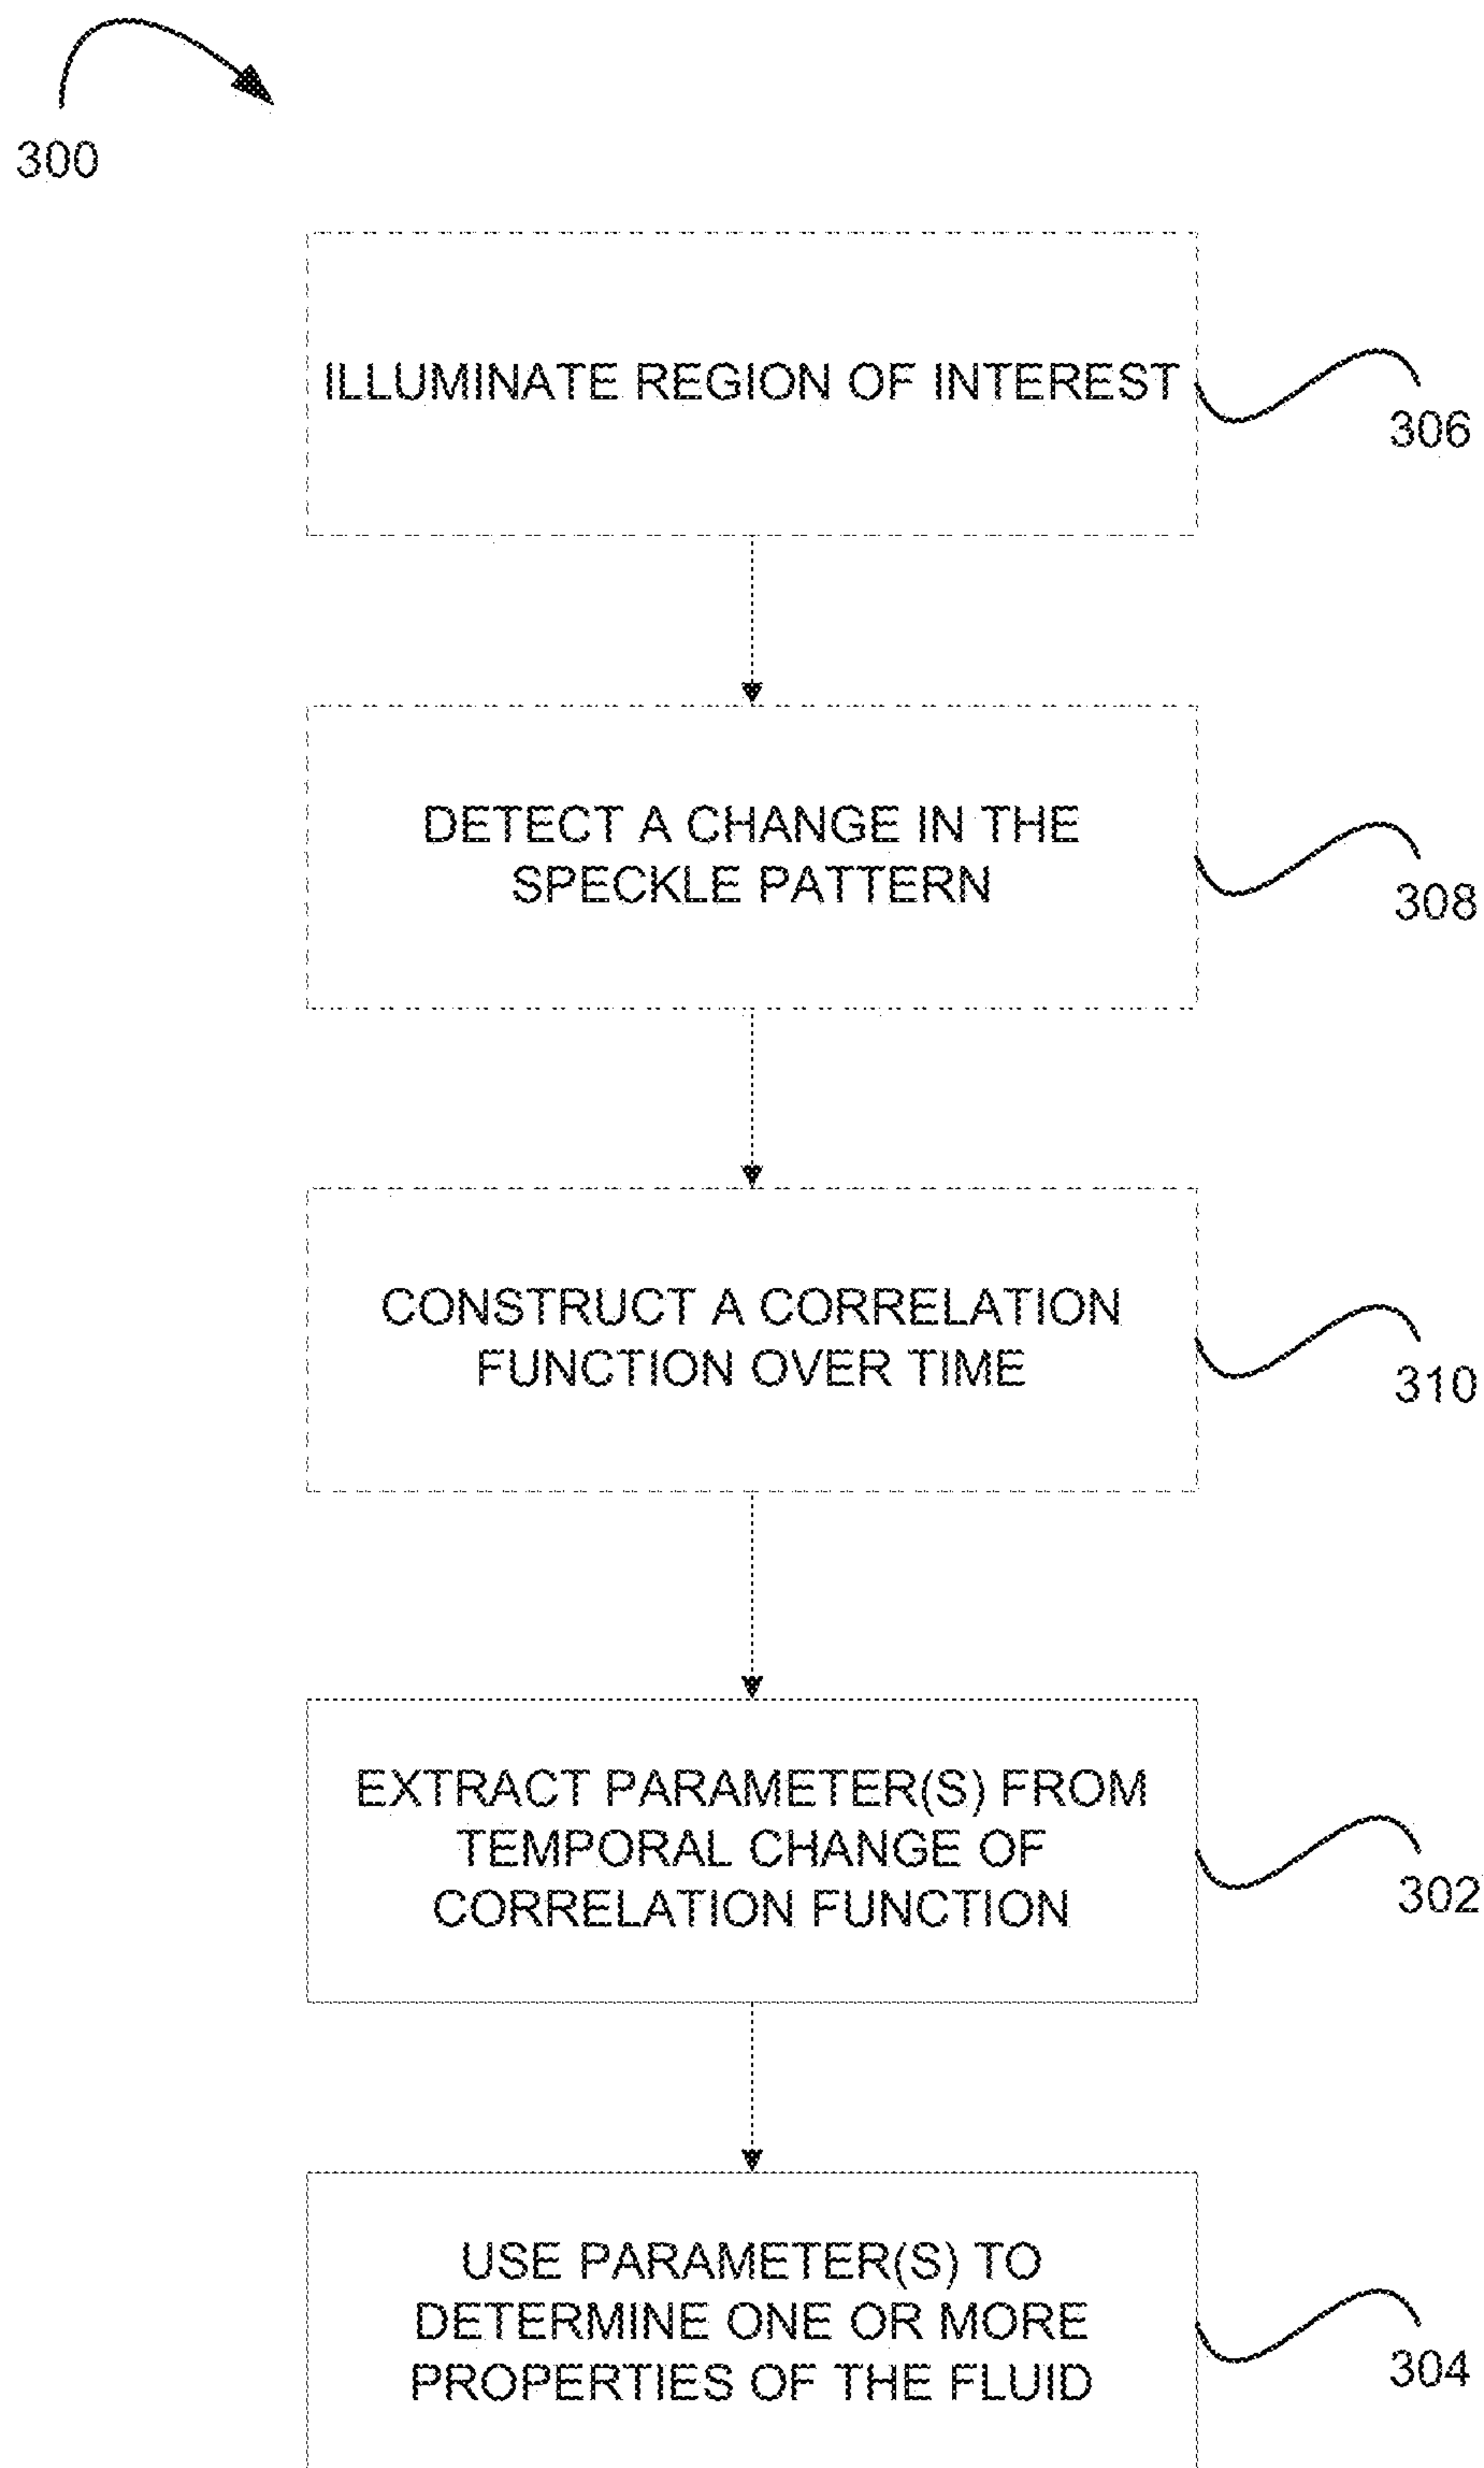 300
ILLUMINATE REGION OF INTEREST
306
DETECT A CHANGE IN THE
SPECKLE PATTERN
308
CONSTRUCT A CORRELATION
FUNCTION OVER TIME
310
EXTRACT PARAMETER(S) FROM
TEMPORAL CHANGE OF
CORRELATION FUNCTION
302
USE PARAMETER(S) TO
DETERMINE ONE OR MORE
PROPERTIES OF THE FLUID
304